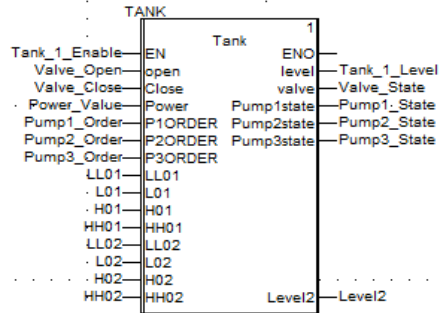 TANK
1
Tank
Tank_1_Enable EN ENO
Valve_Open open level Tank_1_Level
Valve_Close Close valve Valve_State
Power_Value Power Pump1state Pump1_State
Pump1_Order P1ORDER Pump2state Pump2_State
Pump2_Order P2ORDER Pump3state Pump3_State
Pump3_Order P3ORDER
LL01 LL01
L01 L01
H01 H01
HH01 HH01
LL02 LL02
L02 L02
H02 H02
HH02 HH02 Level2 Level2